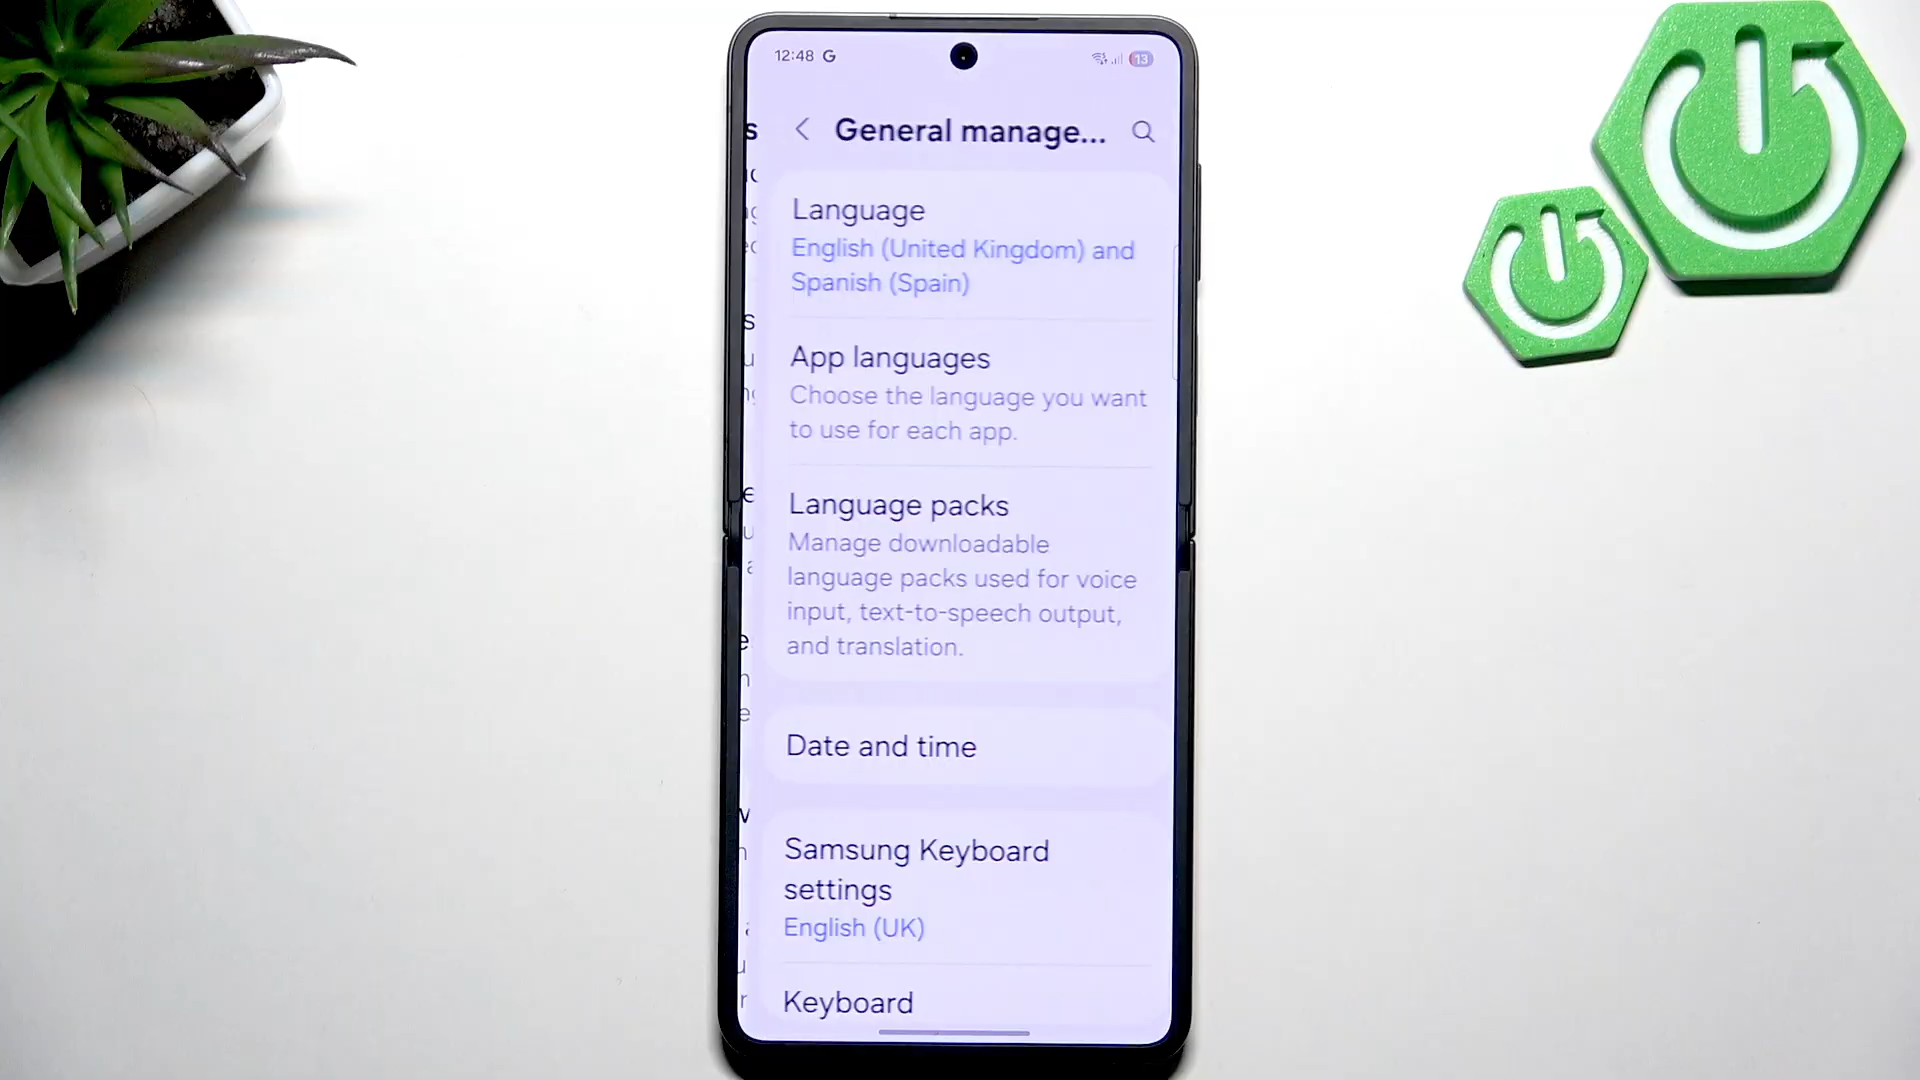 12:48 G
13
General manage...
Language
English (United Kingdom) and
Spanish (Spain)
App languages
Choose the language you want
to use for each app.
Language packs
Manage downloadable
language packs used for voice
input, text-to-speech output,
and translation.
Date and time
Samsung Keyboard
settings
English (UK)
Keyboard